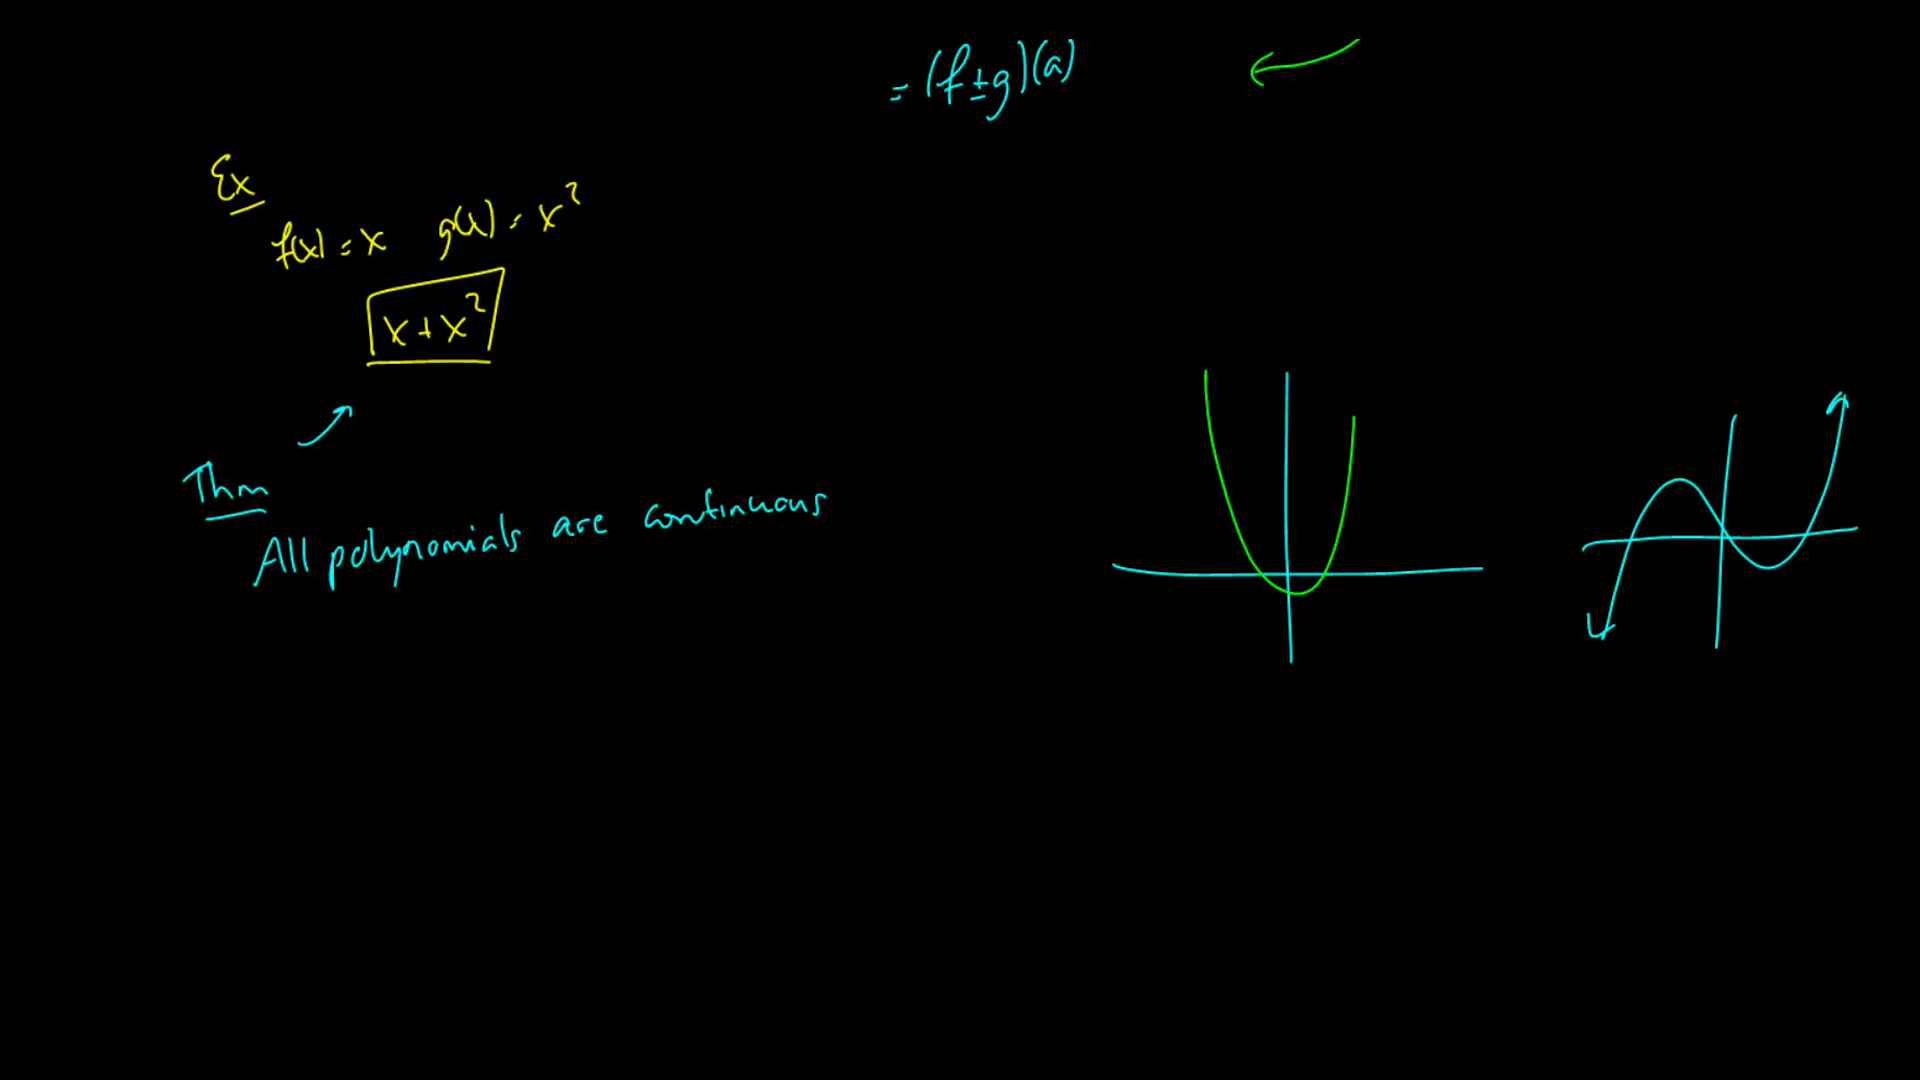 = (f±g)(a)
Ex
f(x) = x g(x) = x²
x + x²
Thm
All polynomials are continuous